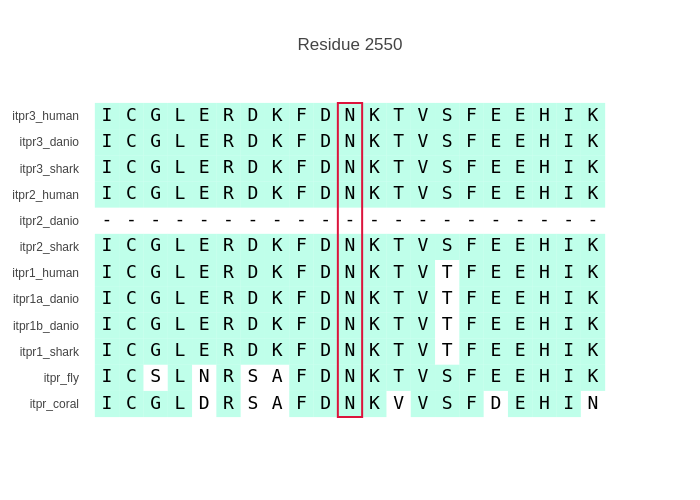 Residue 2550
itpr3_human I C G L E R D K F D N K T V S F E E H I K
itpr3_danio I C G L E R D K F D N K T V S F E E H I K
itpr3_shark I C G L E R D K F D N K T V S F E E H I K
itpr2_human I C G L E R D K F D N K T V S F E E H I K
itpr2_danio - - - - - - - - - - - - - - - - - - - - -
itpr2_shark I C G L E R D K F D N K T V S F E E H I K
itpr1_human I C G L E R D K F D N K T V T F E E H I K
itpr1a_danio I C G L E R D K F D N K T V T F E E H I K
itpr1b_danio I C G L E R D K F D N K T V T F E E H I K
itpr1_shark I C G L E R D K F D N K T V T F E E H I K
itpr_fly I C S L N R S A F D N K T V S F E E H I K
itpr_coral I C G L D R S A F D N K V V S F D E H I N